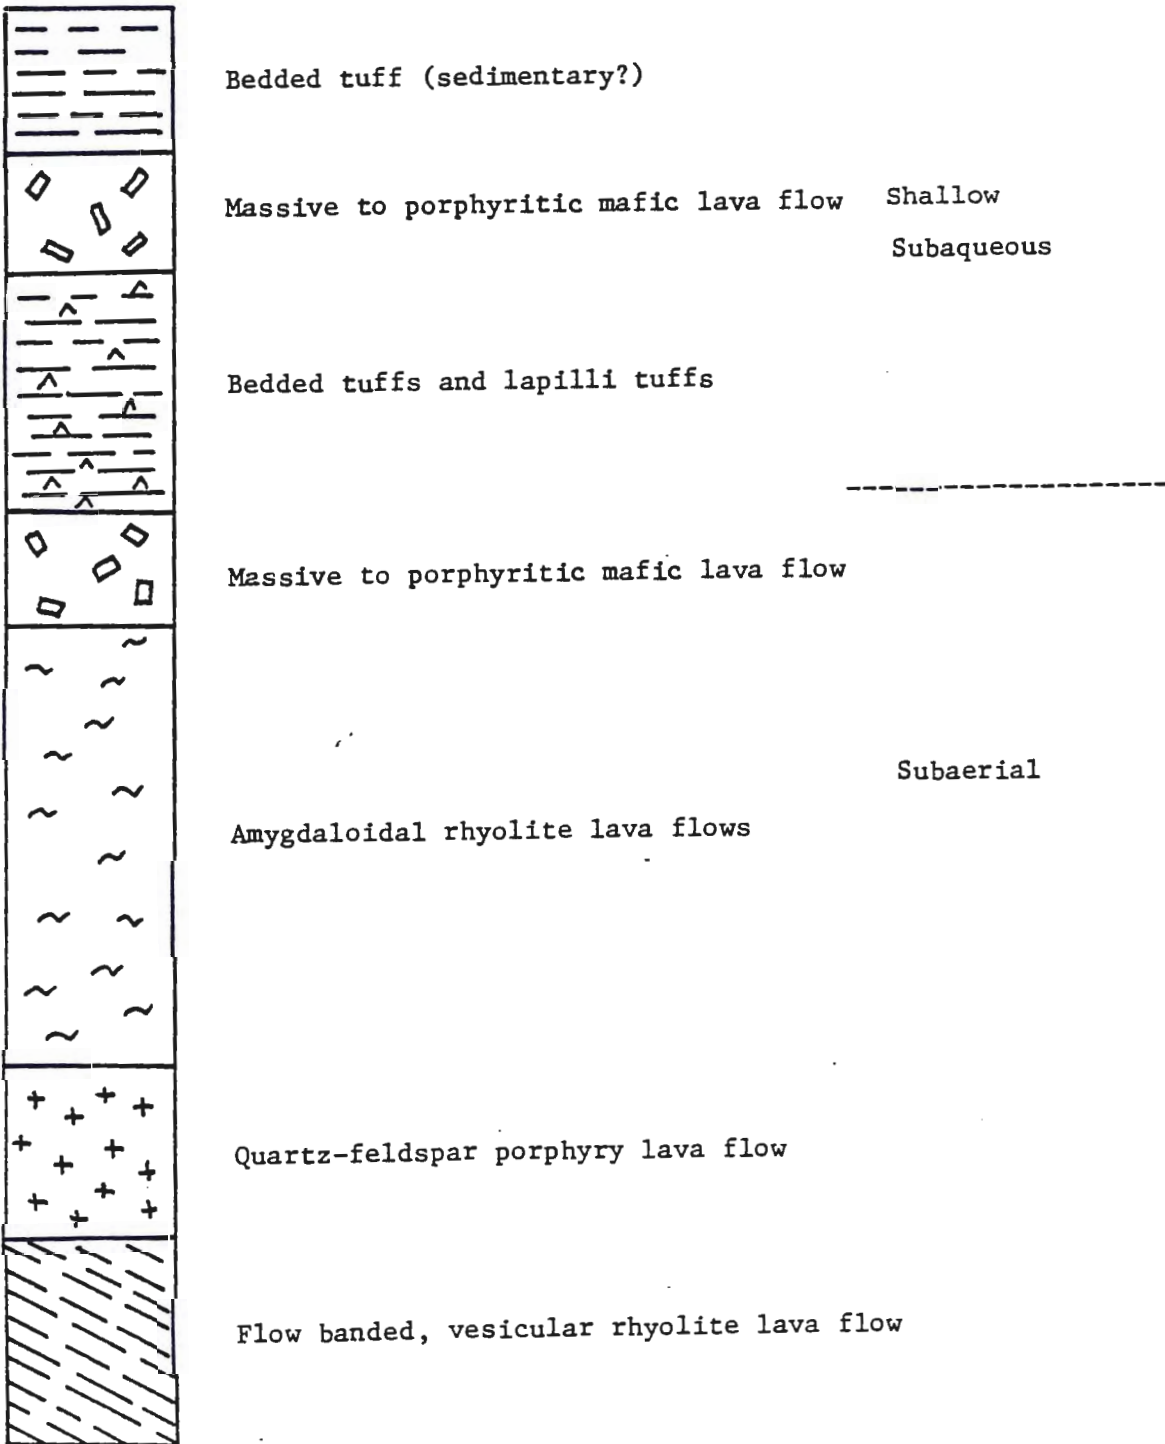 Bedded tuff (sedimentary?)
Massive to porphyritic mafic lava flow Shallow
Subaqueous
Bedded tuffs and lapilli tuffs
Massive to porphyritic mafic lava flow
Subaerial
Amygdaloidal rhyolite lava flows
Quartz-feldspar porphyry lava flow
Flow banded, vesicular rhyolite lava flow